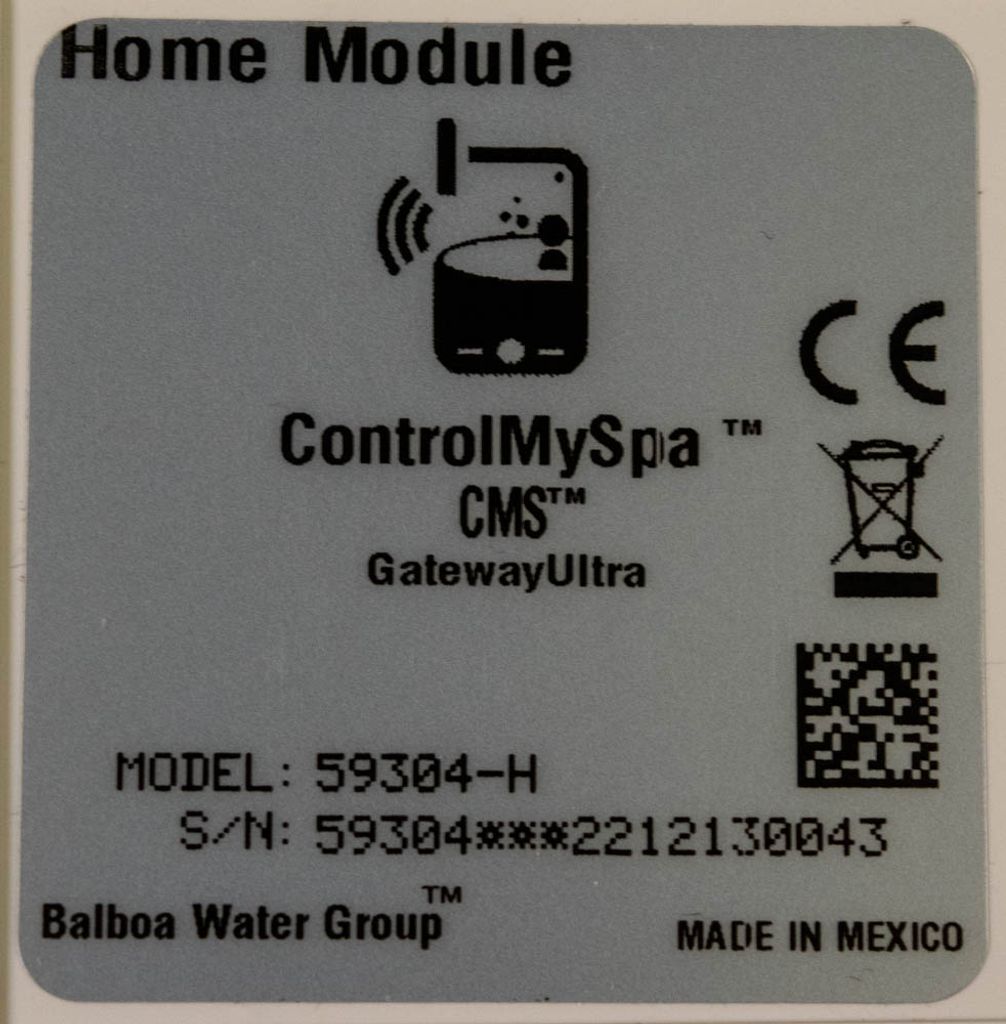 Home Module
ControlMySpa ™
CMS™
GatewayUltra
CE
MODEL: 59304-H
S/N: 59304***2212130043
Balboa Water Group™
MADE IN MEXICO